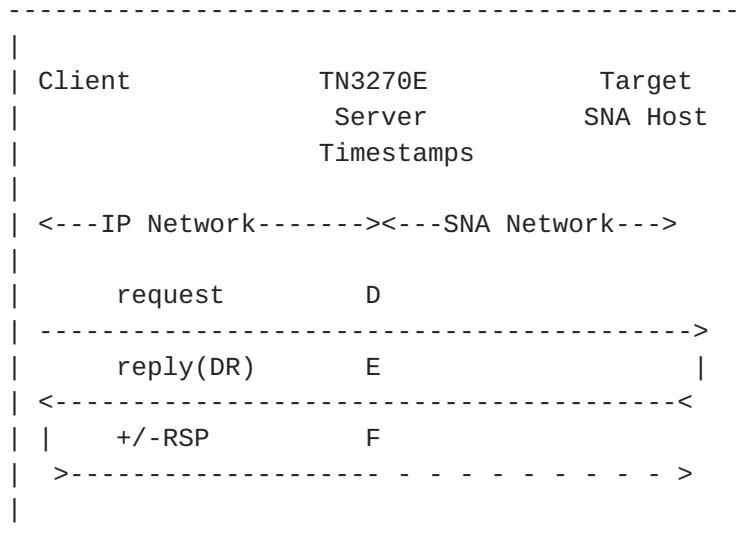 -----------------------------------------------
|
| Client            TN3270E           Target
|                    Server          SNA Host
|                   Timestamps
|
| <---IP Network-------><---SNA Network--->
|
|      request       D
| ------------------------------------------>
|      reply(DR)     E                    |
| <----------------------------------------<
| |    +/-RSP        F
|  >-------------------- - - - - - - - - >
|